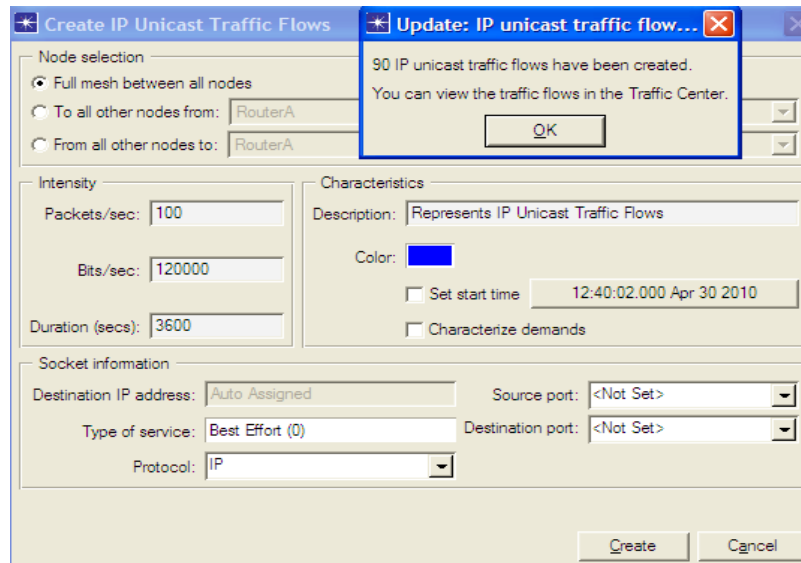 Create IP Unicast Traffic Flows
Update: IP unicast traffic flow...
90 IP unicast traffic flows have been created.
You can view the traffic flows in the Traffic Center.
OK
Node selection
Full mesh between all nodes
To all other nodes from: RouterA
From all other nodes to: RouterA
Intensity
Packets/sec: 100
Bits/sec: 120000
Duration (secs): 3600
Characteristics
Description: Represents IP Unicast Traffic Flows
Color:
Set start time 12:40:02.000 Apr 30 2010
Characterize demands
Socket information
Destination IP address: Auto Assigned
Source port: <Not Set>
Type of service: Best Effort (0)
Destination port: <Not Set>
Protocol: IP
Create Cancel